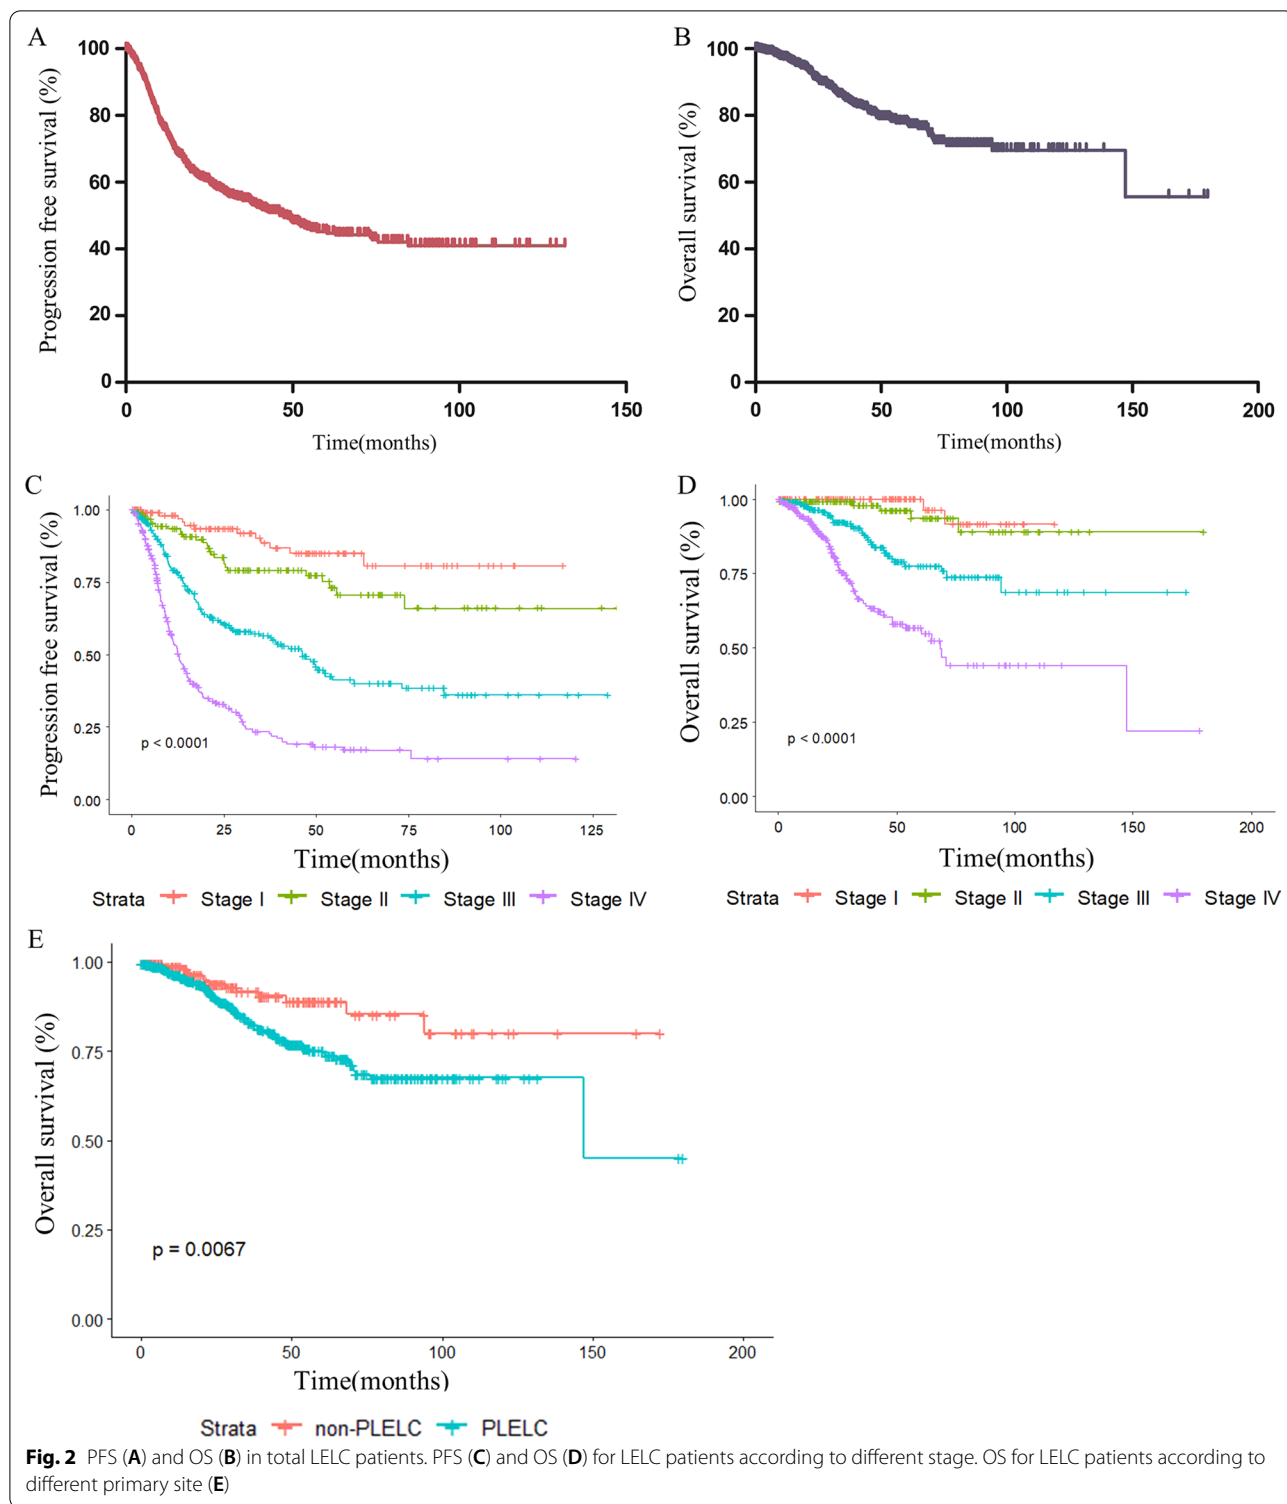 A
Progression free survival (%)
100
80
60
40
20
0
0 50 100 150
Time(months)
B
Overall survival (%)
100
80
60
40
20
0
0 50 100 150 200
Time(months)
C
Progression free survival (%)
1.00
0.75
0.50
0.25
0.00
p < 0.0001
0 25 50 75 100 125
Time(months)
Strata Stage I Stage II Stage III Stage IV
D
Overall survival (%)
1.00
0.75
0.50
0.25
0.00
p < 0.0001
0 50 100 150 200
Time(months)
Strata Stage I Stage II Stage III Stage IV
E
Overall survival (%)
1.00
0.75
0.50
0.25
0.00
p = 0.0067
0 50 100 150 200
Time(months)
Strata non-PLELC PLELC
Fig. 2 PFS (A) and OS (B) in total LELC patients. PFS (C) and OS (D) for LELC patients according to different stage. OS for LELC patients according to
different primary site (E)